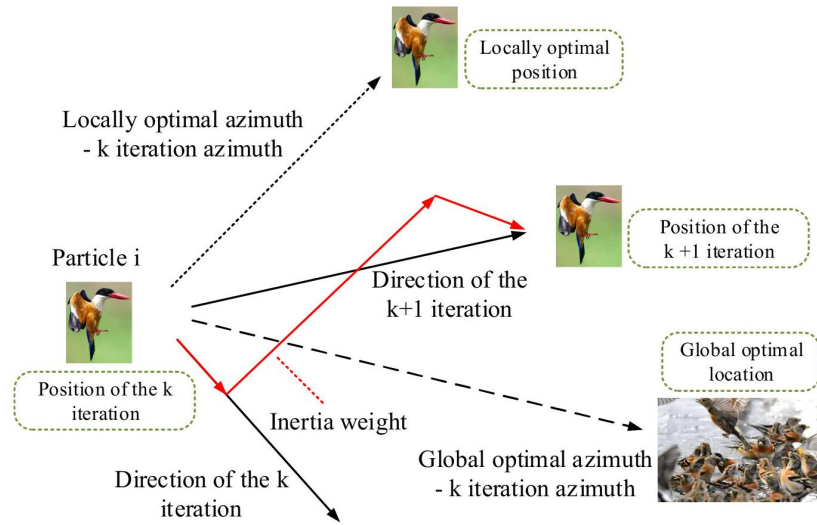 Locally optimal
position
Locally optimal azimuth
- k iteration azimuth
Particle i
Position of the
k +1 iteration
Direction of the
k+1 iteration
Position of the k
iteration
Global optimal
location
Inertia weight
Direction of the k
iteration
Global optimal azimuth
- k iteration azimuth